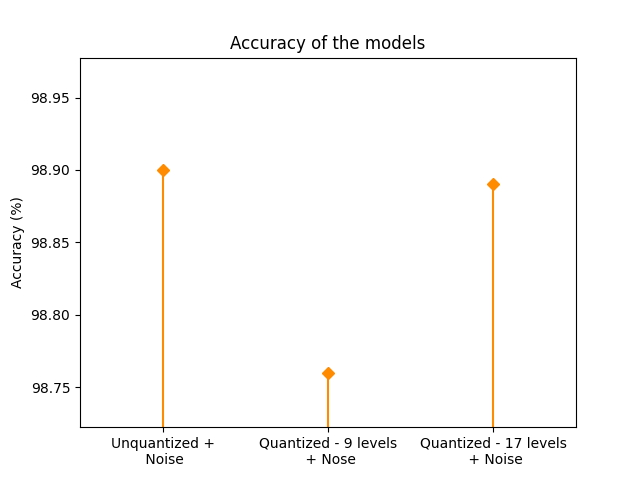 Accuracy of the models
Accuracy (%)
98.95
98.90
98.85
98.80
98.75
Unquantized +
Noise
Quantized - 9 levels
+ Nose
Quantized - 17 levels
+ Noise